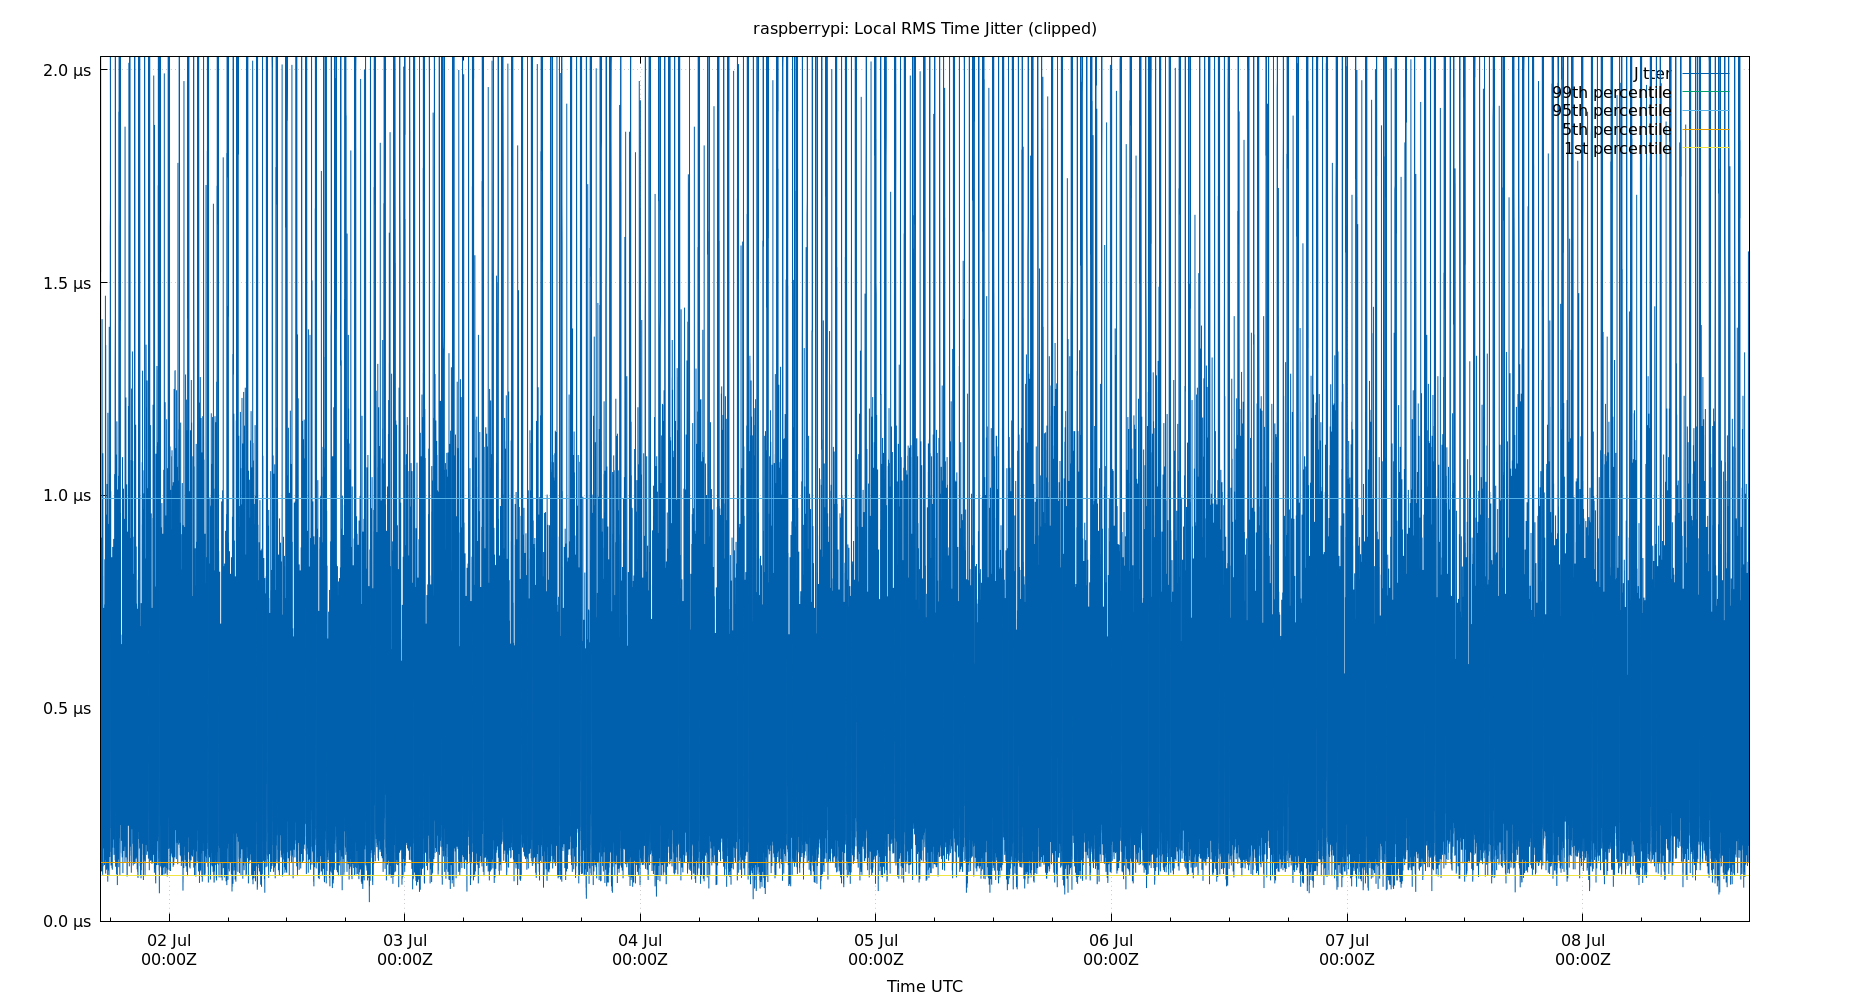 raspberrypi: Local RMS Time Jitter (clipped)
2.0 µs
1.5 µs
1.0 µs
0.5 µs
0.0 µs
Jitter
99th percentile
95th percentile
5th percentile
1st percentile
02 Jul
00:00Z
03 Jul
00:00Z
04 Jul
00:00Z
05 Jul
00:00Z
06 Jul
00:00Z
07 Jul
00:00Z
08 Jul
00:00Z
Time UTC